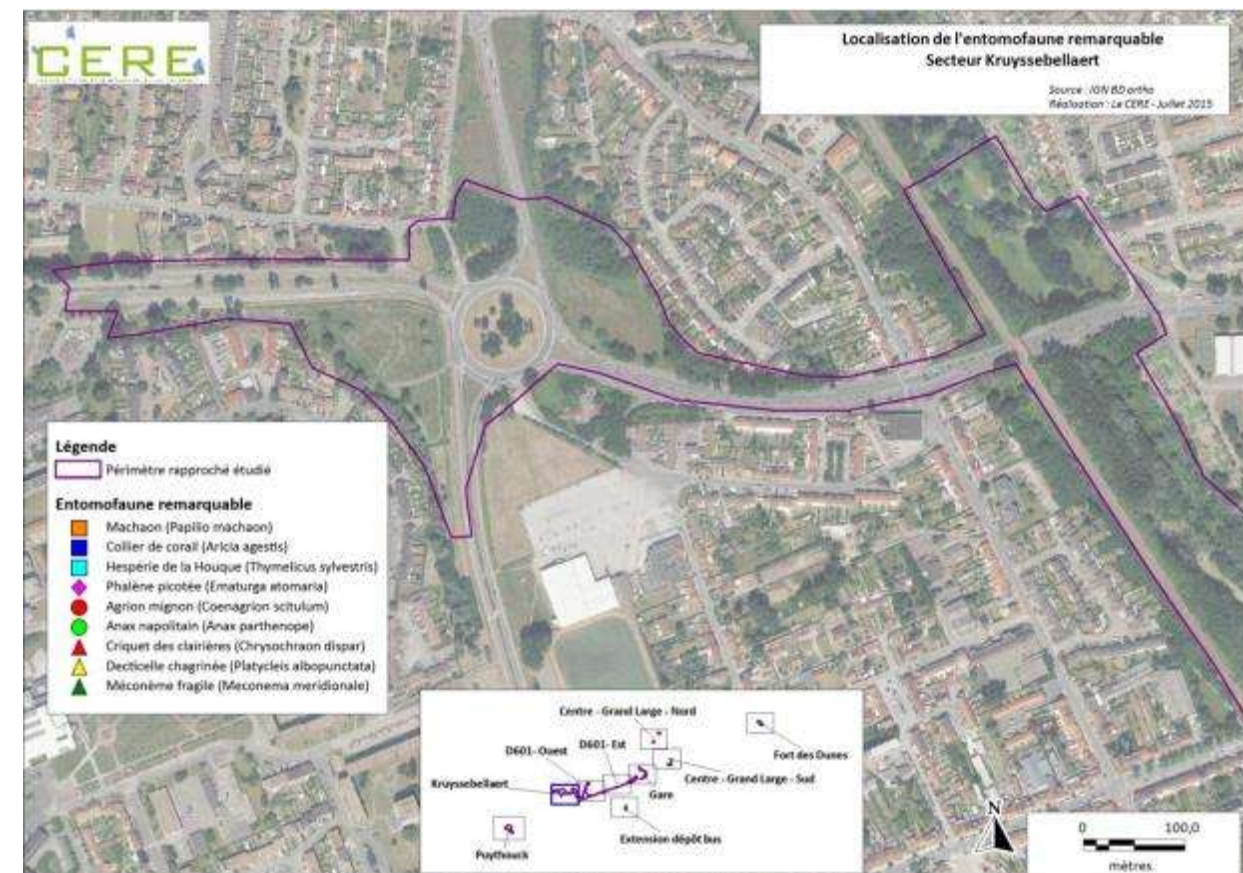 CERE
Localisation de l'entomofaune remarquable
Secteur Kruyssebellaert
Source : IGN BD ortho
Réalisation : Le CERE - Juillet 2015
Légende
Périmètre rapproché étudié
Entomofaune remarquable
Machaon (Papilio machaon)
Collier de corail (Aricia agestis)
Hespérie de la Houque (Thymelicus sylvestris)
Phalène picotée (Ematurga atomaria)
Agrion mignon (Coenagrion scitulum)
Anax napolitain (Anax parthenope)
Criquet des clairières (Chrysochraon dispar)
Decticelle chagrinée (Platycleis albopunctata)
Méconème fragile (Meconema meridionale)
Centre - Grand Large - Nord
Fort des Dunes
D601- Ouest
D601- Est
Centre - Grand Large - Sud
Kruyssebellaert
Gare
Extension dépôt bus
Puythouck
N
0 100,0
mètres